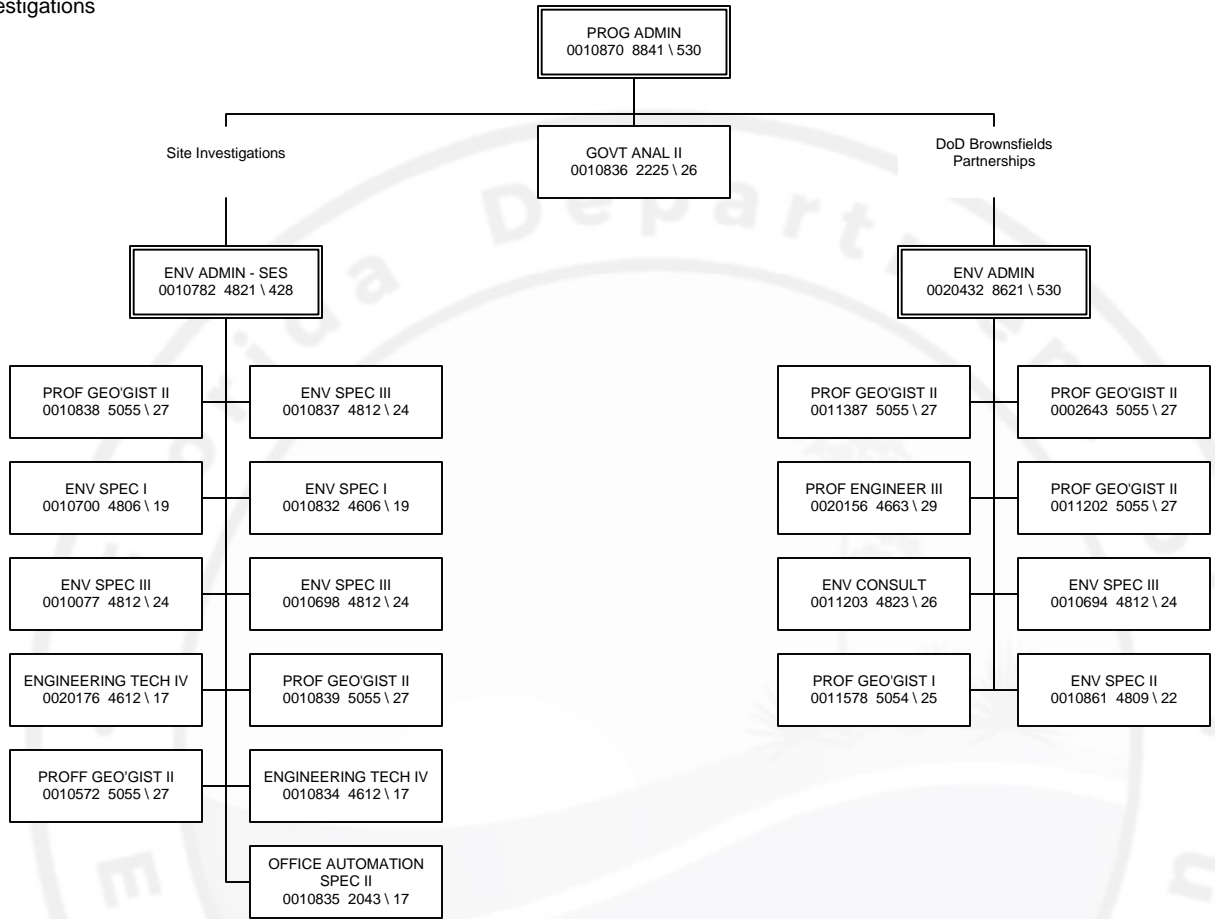 PROG ADMIN
0010870 8841 \ 530
Site Investigations
GOVT ANAL II
0010836 2225 \ 26
DoD Brownsfields
Partnerships
ENV ADMIN - SES
0010782 4821 \ 428
ENV ADMIN
0020432 8621 \ 530
PROF GEO'GIST II
0010838 5055 \ 27
ENV SPEC III
0010837 4812 \ 24
PROF GEO'GIST II
0011387 5055 \ 27
PROF GEO'GIST II
0002643 5055 \ 27
ENV SPEC I
0010700 4806 \ 19
ENV SPEC I
0010832 4606 \ 19
PROF ENGINEER III
0020156 4663 \ 29
PROF GEO'GIST II
0011202 5055 \ 27
ENV SPEC III
0010077 4812 \ 24
ENV SPEC III
0010698 4812 \ 24
ENV CONSULT
0011203 4823 \ 26
ENV SPEC III
0010694 4812 \ 24
ENGINEERING TECH IV
0020176 4612 \ 17
PROF GEO'GIST II
0010839 5055 \ 27
PROF GEO'GIST I
0011578 5054 \ 25
ENV SPEC II
0010861 4809 \ 22
PROFF GEO'GIST II
0010572 5055 \ 27
ENGINEERING TECH IV
0010834 4612 \ 17
OFFICE AUTOMATION
SPEC II
0010835 2043 \ 17